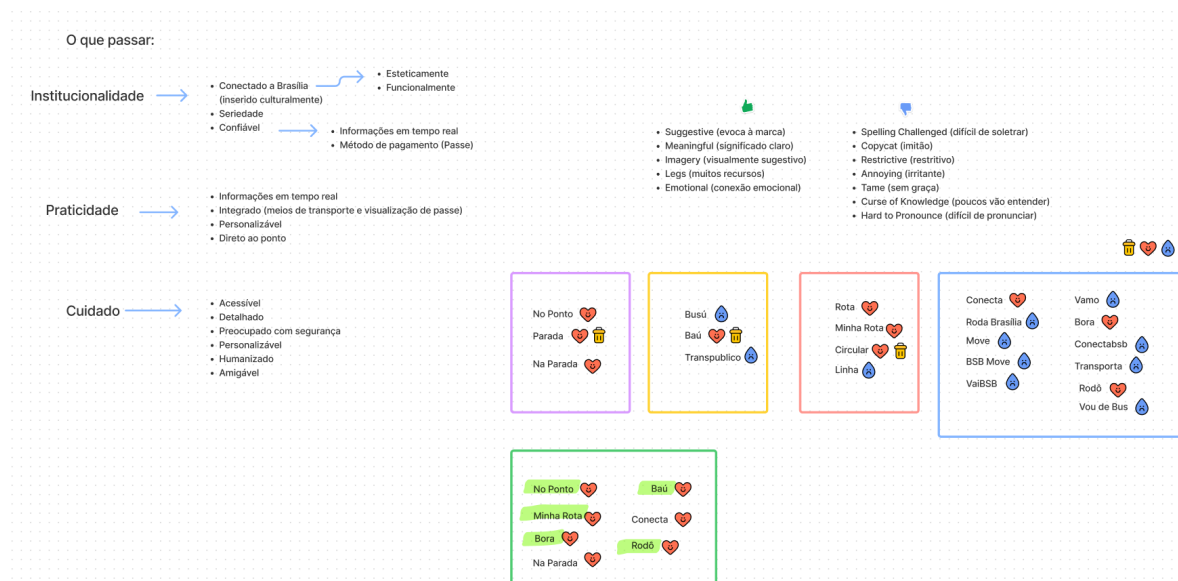 O que passar:
Institucionalidade
• Conectado a Brasília
(inserido culturalmente)
• Seriedade
• Confiável
• Esteticamente
• Funcionalmente
• Informações em tempo real
• Método de pagamento (Passe)
Praticidade
• Informações em tempo real
• Integrado (meios de transporte e visualização de passe)
• Personalizável
• Direto ao ponto
Cuidado
• Acessível
• Detalhado
• Preocupado com segurança
• Personalizável
• Humanizado
• Amigável
• Suggestive (evoca à marca)
• Meaningful (significado claro)
• Imagery (visualmente sugestivo)
• Legs (muitos recursos)
• Emotional (conexão emocional)
• Spelling Challenged (difícil de soletrar)
• Copycat (imitão)
• Restrictive (restritivo)
• Annoying (irritante)
• Tame (sem graça)
• Curse of Knowledge (poucos vão entender)
• Hard to Pronounce (difícil de pronunciar)
No Ponto
Parada
Na Parada
Busú
Baú
Transpublico
Rota
Minha Rota
Circular
Linha
Conecta
Roda Brasília
Move
BSB Move
VaiBSB
Vamo
Bora
Conectabsb
Transporta
Rodô
Vou de Bus
No Ponto
Minha Rota
Bora
Na Parada
Baú
Conecta
Rodô